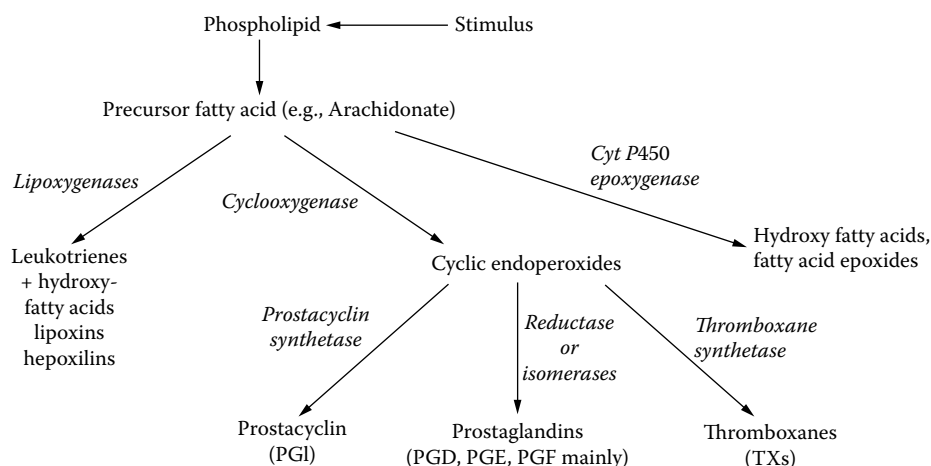 Phospholipid
Stimulus
Precursor fatty acid (e.g., Arachidonate)
Lipoxygenases
Cyclooxygenase
Cyt P450
epoxygenase
Leukotrienes
+ hydroxy-
fatty acids
lipoxins
hepoxilins
Cyclic endoperoxides
Hydroxy fatty acids,
fatty acid epoxides
Prostacyclin
synthetase
Reductase
or
isomerases
Thromboxane
synthetase
Prostacyclin
(PGl)
Prostaglandins
(PGD, PGE, PGF mainly)
Thromboxanes
(TXs)